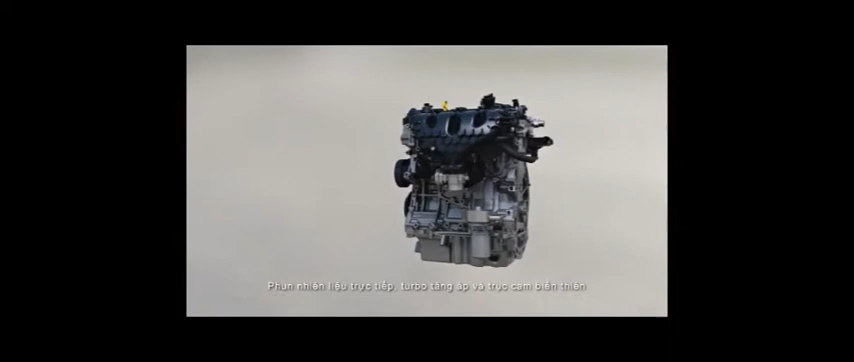 Phun nhiên liệu trực tiếp, turbo tăng áp và trục cam biến thiên